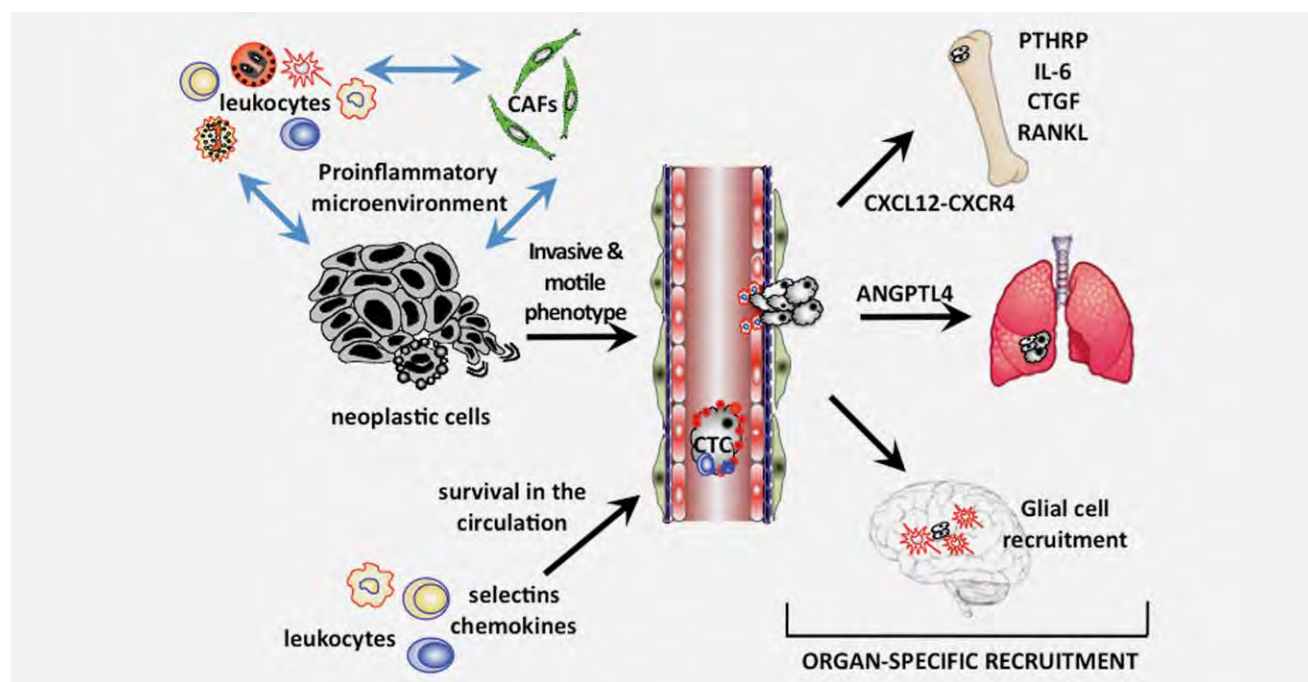 leukocytes
CAFs
Proinflammatory
microenvironment
neoplastic cells
Invasive &
motile
phenotype
survival in the
circulation
selectins
chemokines
leukocytes
CTC
PTHRP
IL-6
CTGF
RANKL
CXCL12-CXCR4
ANGPTL4
Glial cell
recruitment
ORGAN-SPECIFIC RECRUITMENT